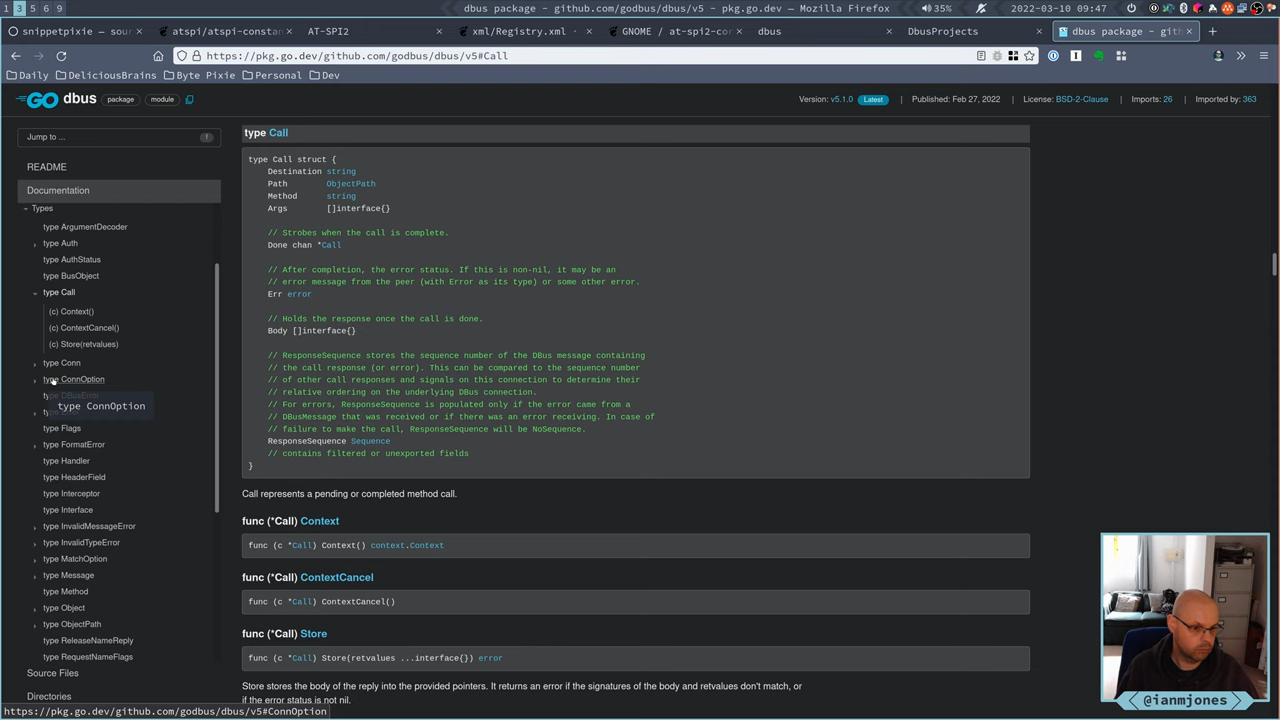 1 3 5 6 9
dbus package - github.com/godbus/dbus/v5 - pkg.go.dev — Mozilla Firefox
35%
2022-03-10 09:47
snippetpixie — sour
atspi/atspi-constan
AT-SPI2
xml/Registry.xml ·
GNOME / at-spi2-co
dbus
DbusProjects
dbus package - gith
https://pkg.go.dev/github.com/godbus/dbus/v5#Call
Daily
DeliciousBrains
Byte Pixie
Personal
Dev
GO dbus package module
Version: v5.1.0 Latest | Published: Feb 27, 2022 | License: BSD-2-Clause | Imports: 26 | Imported by: 363
Jump to ... f
README
Documentation
Types
type ArgumentDecoder
type Auth
type AuthStatus
type BusObject
type Call
(c) Context()
(c) ContextCancel()
(c) Store(retvalues)
type Conn
type ConnOption
type DBusError
type ConnOption
type Flags
type FormatError
type Handler
type HeaderField
type Interceptor
type Interface
type InvalidMessageError
type InvalidTypeError
type MatchOption
type Message
type Method
type Object
type ObjectPath
type ReleaseNameReply
type RequestNameFlags
Source Files
Directories
https://pkg.go.dev/github.com/godbus/dbus/v5#ConnOption
type Call
type Call struct {
Destination string
Path ObjectPath
Method string
Args []interface{}
// Strobes when the call is complete.
Done chan *Call
// After completion, the error status. If this is non-nil, it may be an
// error message from the peer (with Error as its type) or some other error.
Err error
// Holds the response once the call is done.
Body []interface{}
// ResponseSequence stores the sequence number of the DBus message containing
// the call response (or error). This can be compared to the sequence number
// of other call responses and signals on this connection to determine their
// relative ordering on the underlying DBus connection.
// For errors, ResponseSequence is populated only if the error came from a
// DBusMessage that was received or if there was an error receiving. In case of
// failure to make the call, ResponseSequence will be NoSequence.
ResponseSequence Sequence
// contains filtered or unexported fields
}
Call represents a pending or completed method call.
func (*Call) Context
func (c *Call) Context() context.Context
func (*Call) ContextCancel
func (c *Call) ContextCancel()
func (*Call) Store
func (c *Call) Store(retvalues ...interface{}) error
Store stores the body of the reply into the provided pointers. It returns an error if the signatures of the body and retvalues don't match, or
if the error status is not nil.
@ianmjones